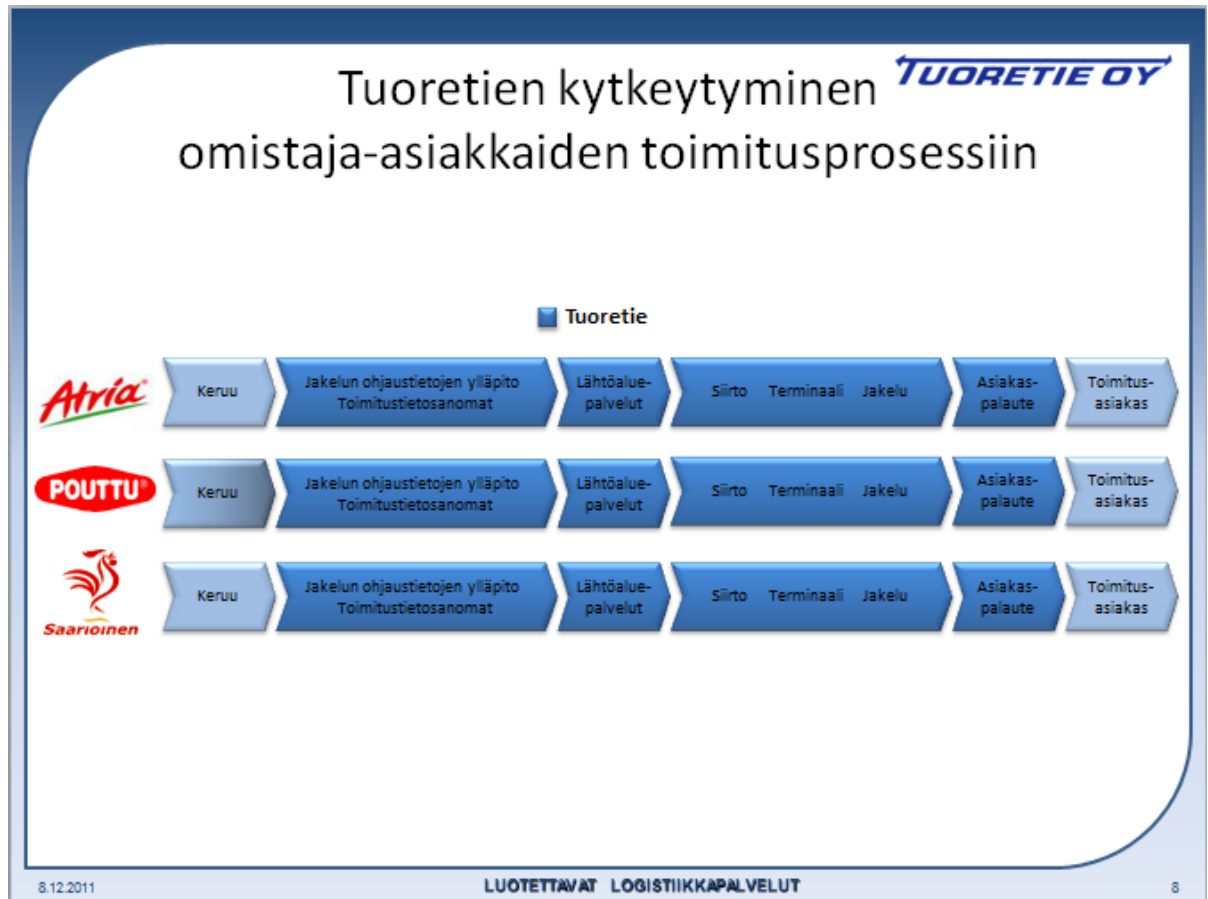 TUORETIE OY
Tuoretien kytkeytyminen
omistaja-asiakkaiden toimitusprosessiin
Tuoretie
Atria
Keruu
Jakelun ohjaustietojen ylläpito
Toimitustietosanomat
Lähtöalue-
palvelut
Siirto Terminaali Jakelu
Asiakas-
palaute
Toimitus-
asiakas
POUTTU®
Keruu
Jakelun ohjaustietojen ylläpito
Toimitustietosanomat
Lähtöalue-
palvelut
Siirto Terminaali Jakelu
Asiakas-
palaute
Toimitus-
asiakas
Saarioinen
Keruu
Jakelun ohjaustietojen ylläpito
Toimitustietosanomat
Lähtöalue-
palvelut
Siirto Terminaali Jakelu
Asiakas-
palaute
Toimitus-
asiakas
8.12.2011
LUOTETTAVAT LOGISTIIKKAPALVELUT
8